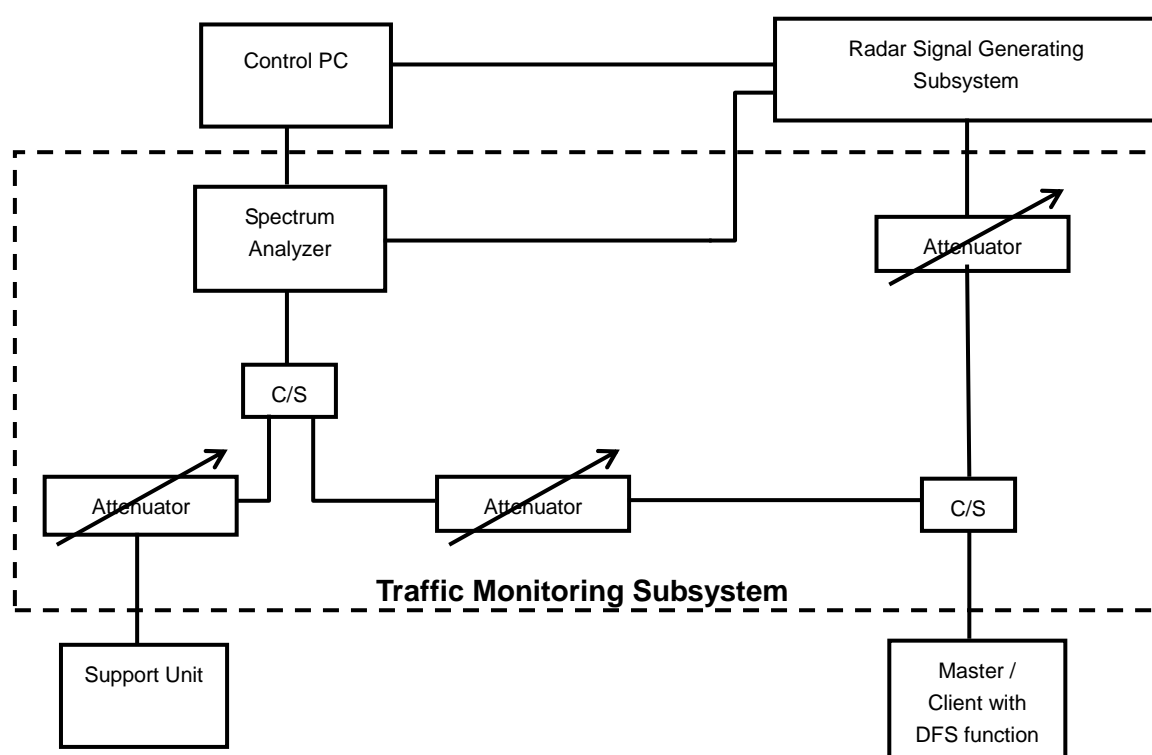 Control PC
Radar Signal Generating
Subsystem
Spectrum
Analyzer
Attenuator
C/S
Attenuator
Attenuator
C/S
Traffic Monitoring Subsystem
Support Unit
Master /
Client with
DFS function